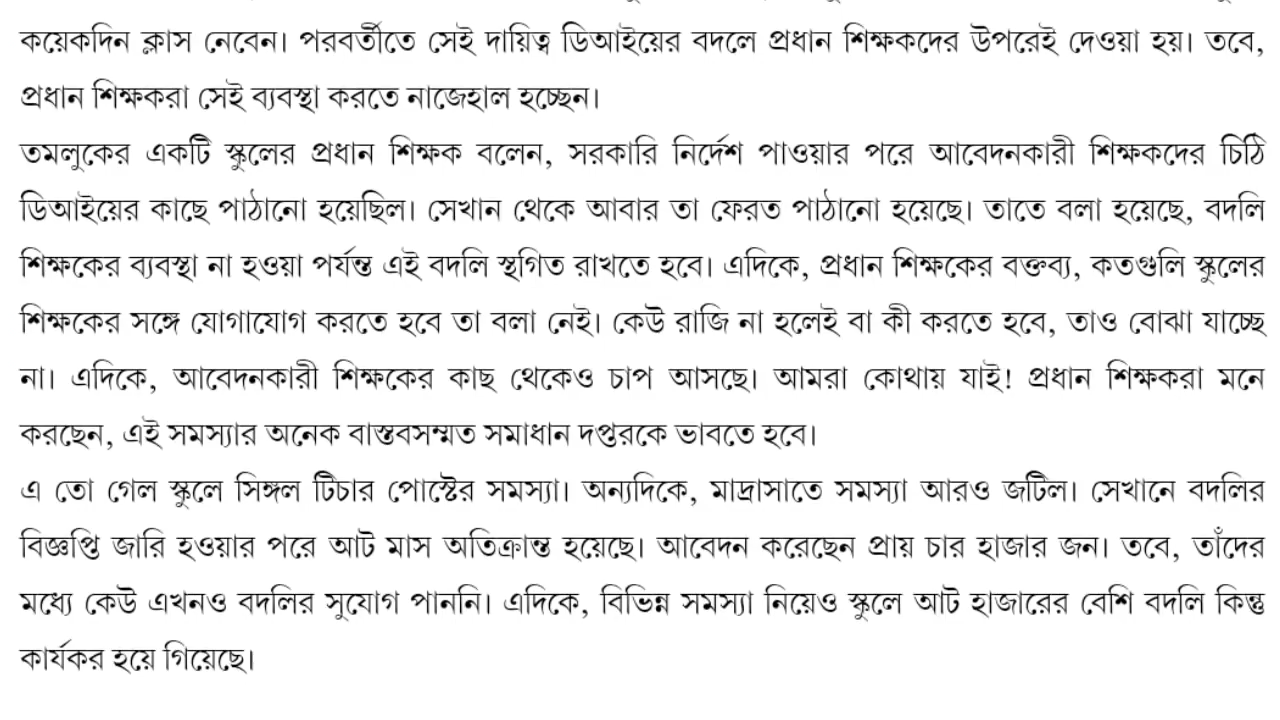 কয়েকদিন ক্লাস নেবেন। পরবর্তীতে সেই দায়িত্ব ডিআইয়ের বদলে প্রধান শিক্ষকদের উপরেই দেওয়া হয়। তবে,
প্রধান শিক্ষকরা সেই ব্যবস্থা করতে নাজেহাল হচ্ছেন।
তমলুকের একটি স্কুলের প্রধান শিক্ষক বলেন, সরকারি নির্দেশ পাওয়ার পরে আবেদনকারী শিক্ষকদের চিঠি
ডিআইয়ের কাছে পাঠানো হয়েছিল। সেখান থেকে আবার তা ফেরত পাঠানো হয়েছে। তাতে বলা হয়েছে, বদলি
শিক্ষকের ব্যবস্থা না হওয়া পর্যন্ত এই বদলি স্থগিত রাখতে হবে। এদিকে, প্রধান শিক্ষকের বক্তব্য, কতগুলি স্কুলের
শিক্ষকের সঙ্গে যোগাযোগ করতে হবে তা বলা নেই। কেউ রাজি না হলেই বা কী করতে হবে, তাও বোঝা যাচ্ছে
না। এদিকে, আবেদনকারী শিক্ষকের কাছ থেকেও চাপ আসছে। আমরা কোথায় যাই! প্রধান শিক্ষকরা মনে
করছেন, এই সমস্যার অনেক বাস্তবসম্মত সমাধান দপ্তরকে ভাবতে হবে।
এ তো গেল স্কুলে সিঙ্গল টিচার পোস্টের সমস্যা। অন্যদিকে, মাদ্রাসাতে সমস্যা আরও জটিল। সেখানে বদলির
বিজ্ঞপ্তি জারি হওয়ার পরে আট মাস অতিক্রান্ত হয়েছে। আবেদন করেছেন প্রায় চার হাজার জন। তবে, তাঁদের
মধ্যে কেউ এখনও বদলির সুযোগ পাননি। এদিকে, বিভিন্ন সমস্যা নিয়েও স্কুলে আট হাজারের বেশি বদলি কিন্তু
কার্যকর হয়ে গিয়েছে।